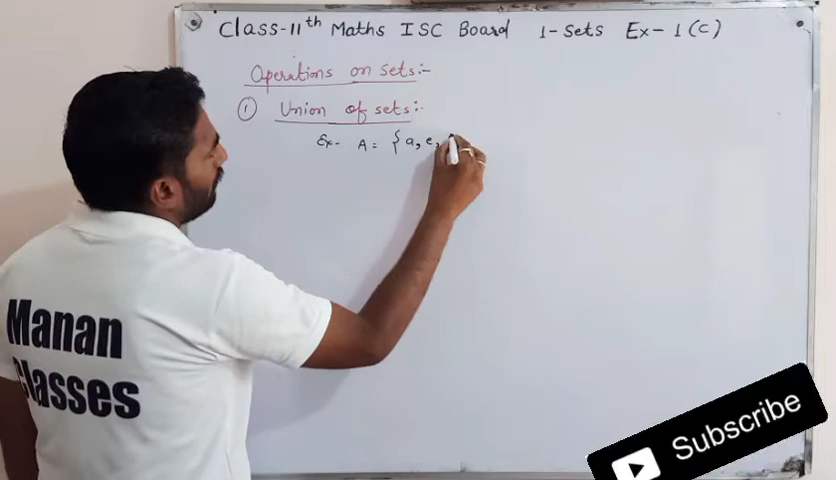 Class-11th Maths ISC Board 1-Sets Ex-1(c)
Operations on sets:-
① Union of sets:-
Ex- A = {a, e,
Manan
Classes
Subscribe